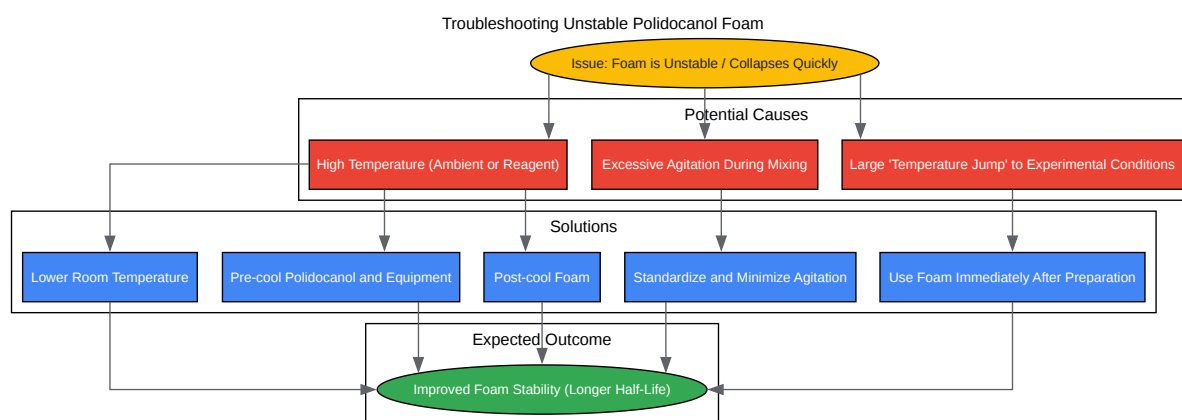 Troubleshooting Unstable Polidocanol Foam
Issue: Foam is Unstable / Collapses Quickly
Potential Causes
High Temperature (Ambient or Reagent)
Excessive Agitation During Mixing
Large 'Temperature Jump' to Experimental Conditions
Solutions
Lower Room Temperature
Pre-cool Polidocanol and Equipment
Post-cool Foam
Standardize and Minimize Agitation
Use Foam Immediately After Preparation
Expected Outcome
Improved Foam Stability (Longer Half-Life)